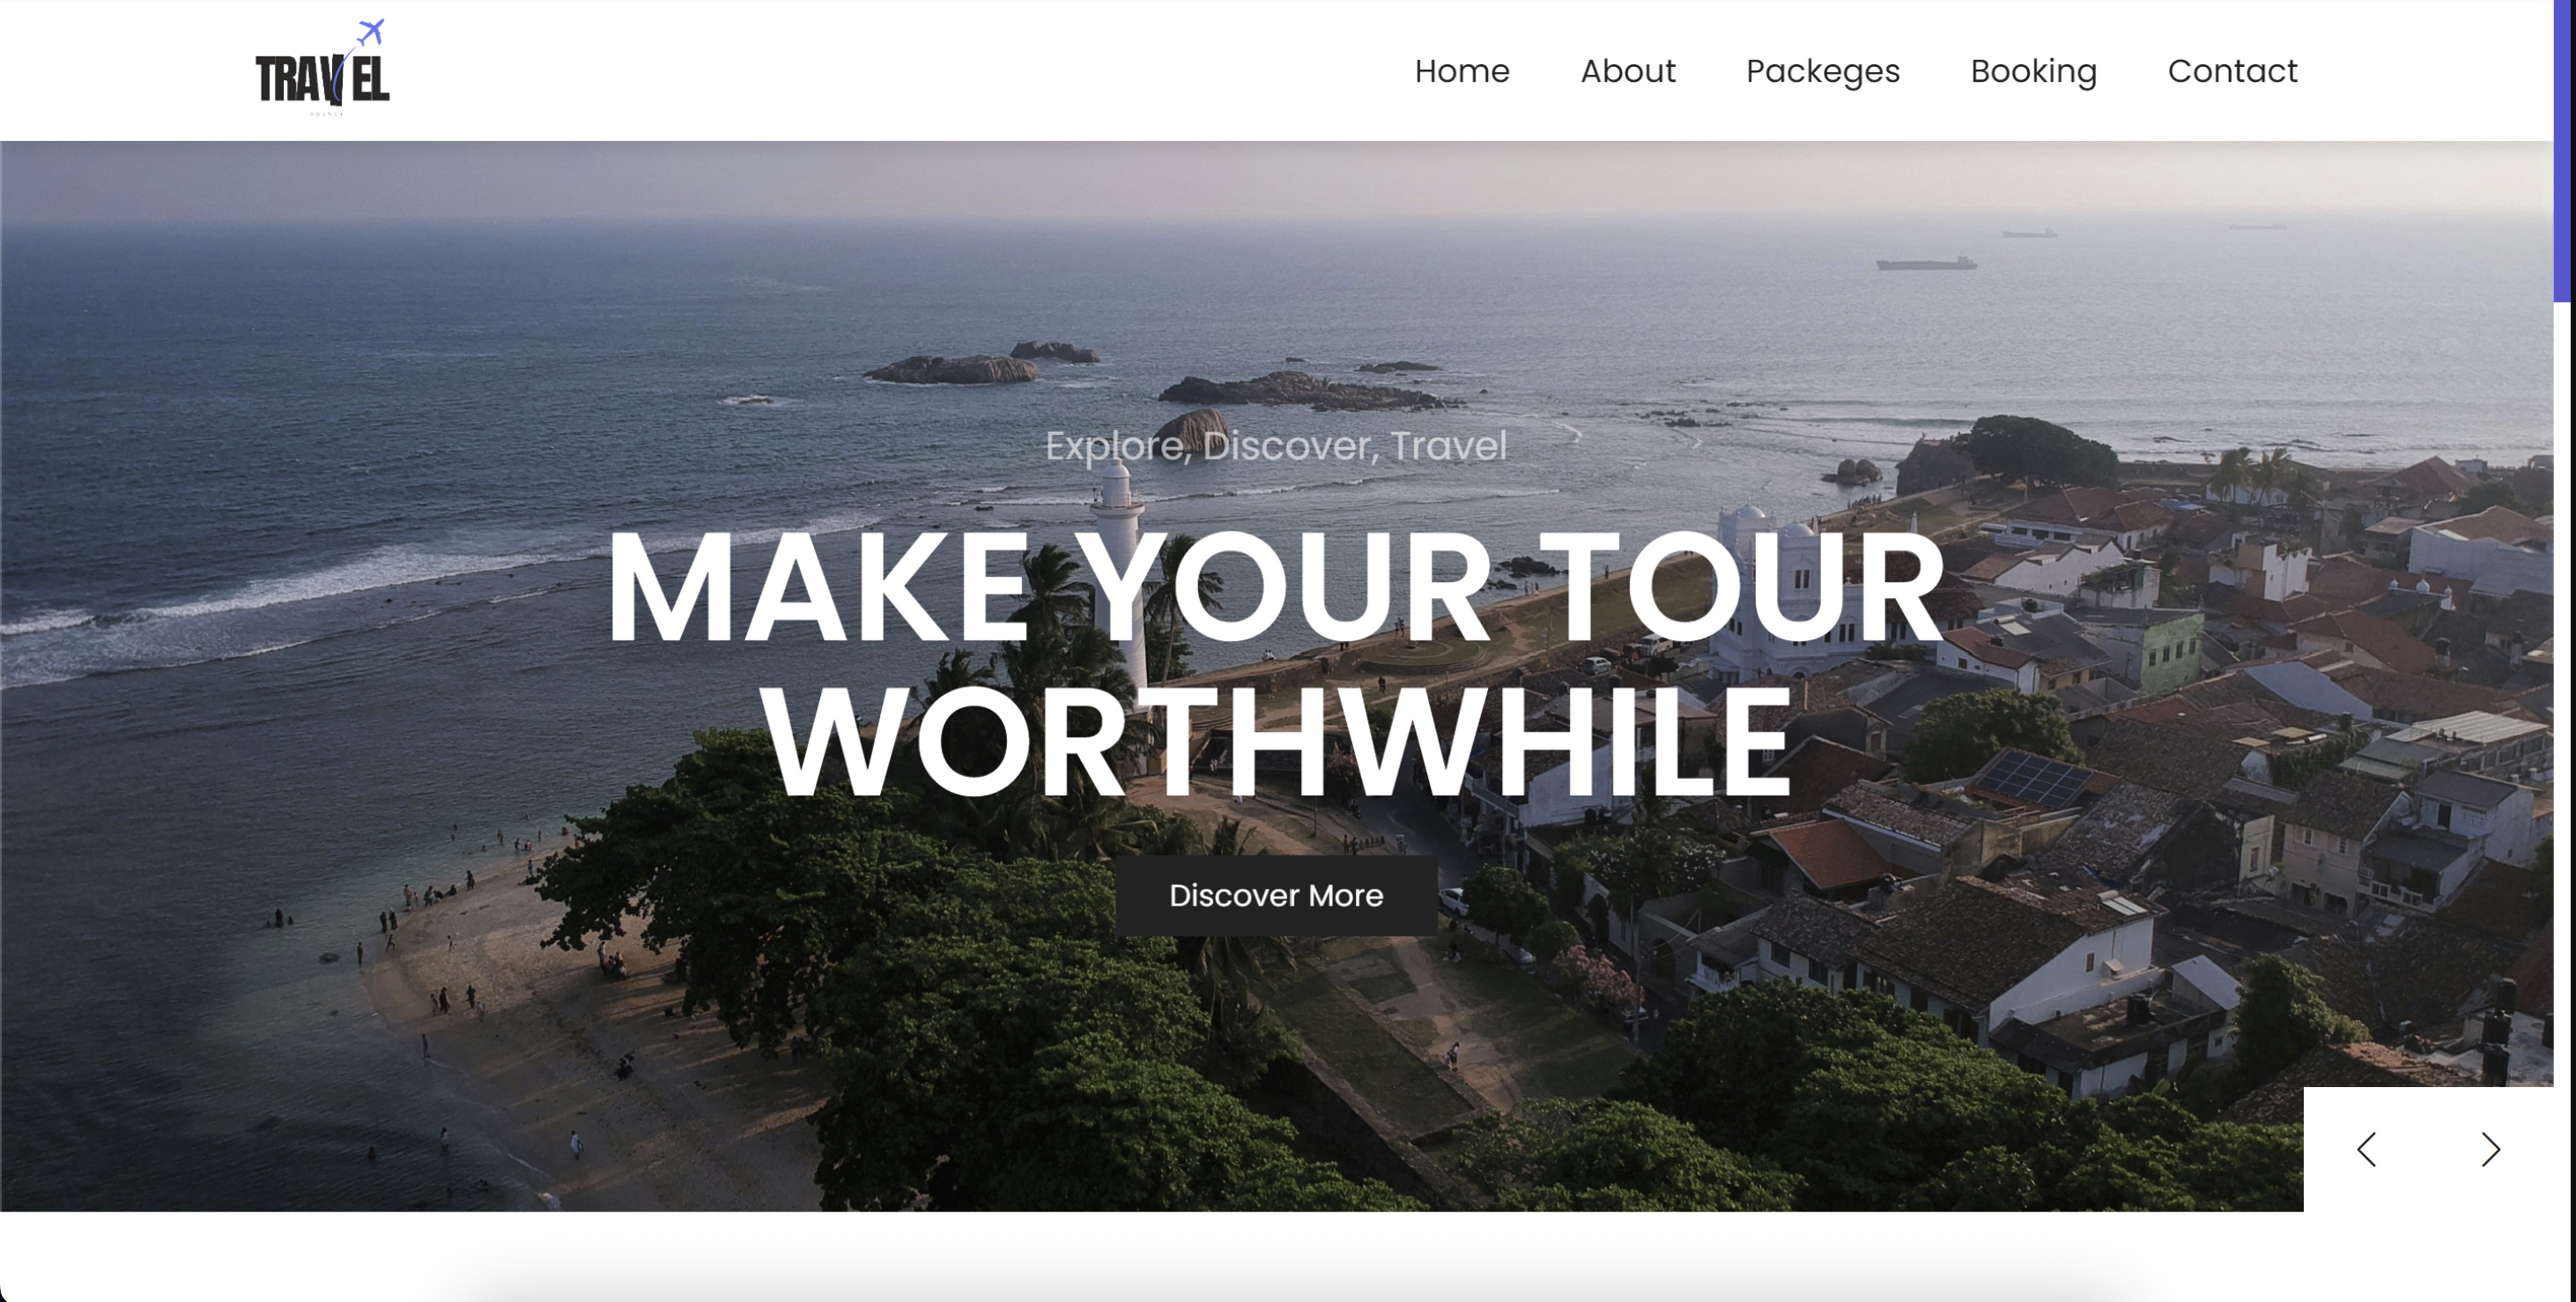 TRAVEL
Home About Packeges Booking Contact
Explore, Discover, Travel
MAKE YOUR TOUR
WORTHWHILE
Discover More